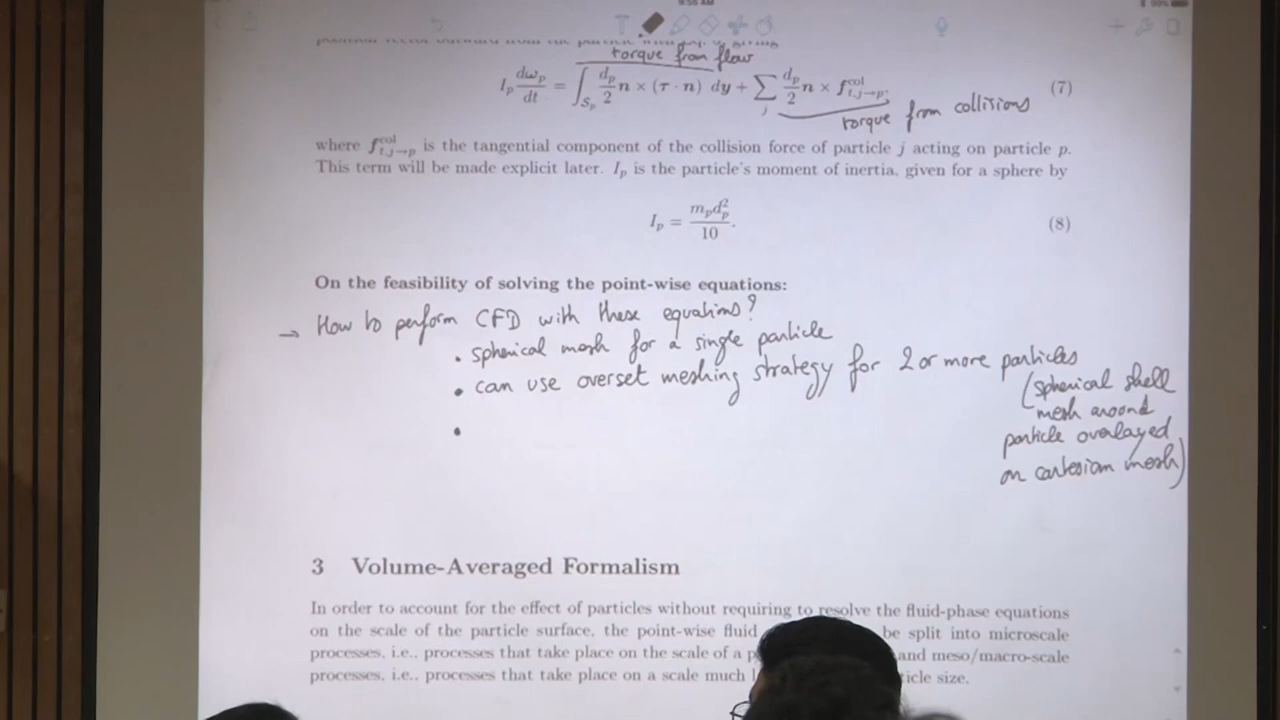 9:56 AM
torque from flow
I_p dω_p/dt = ∫_{S_p} d_p/2 n × (τ · n) dy + ∑_j d_p/2 n × f^{col}_{t,j→p}. (7)
torque from collisions
where f^{col}_{t,j→p} is the tangential component of the collision force of particle j acting on particle p.
This term will be made explicit later. I_p is the particle's moment of inertia, given for a sphere by
I_p = m_p d_p^2 / 10. (8)
On the feasibility of solving the point-wise equations:
→ How to perform CFD with these equations?
• spherical mesh for a single particle
• can use overset meshing strategy for 2 or more particles
(spherical shell
mesh around
particle overlayed
on cartesian mesh)
•
3 Volume-Averaged Formalism
In order to account for the effect of particles without requiring to resolve the fluid-phase equations
on the scale of the particle surface, the point-wise fluid be split into microscale
processes, i.e., processes that take place on the scale of a and meso/macro-scale
processes, i.e., processes that take place on a scale much size.